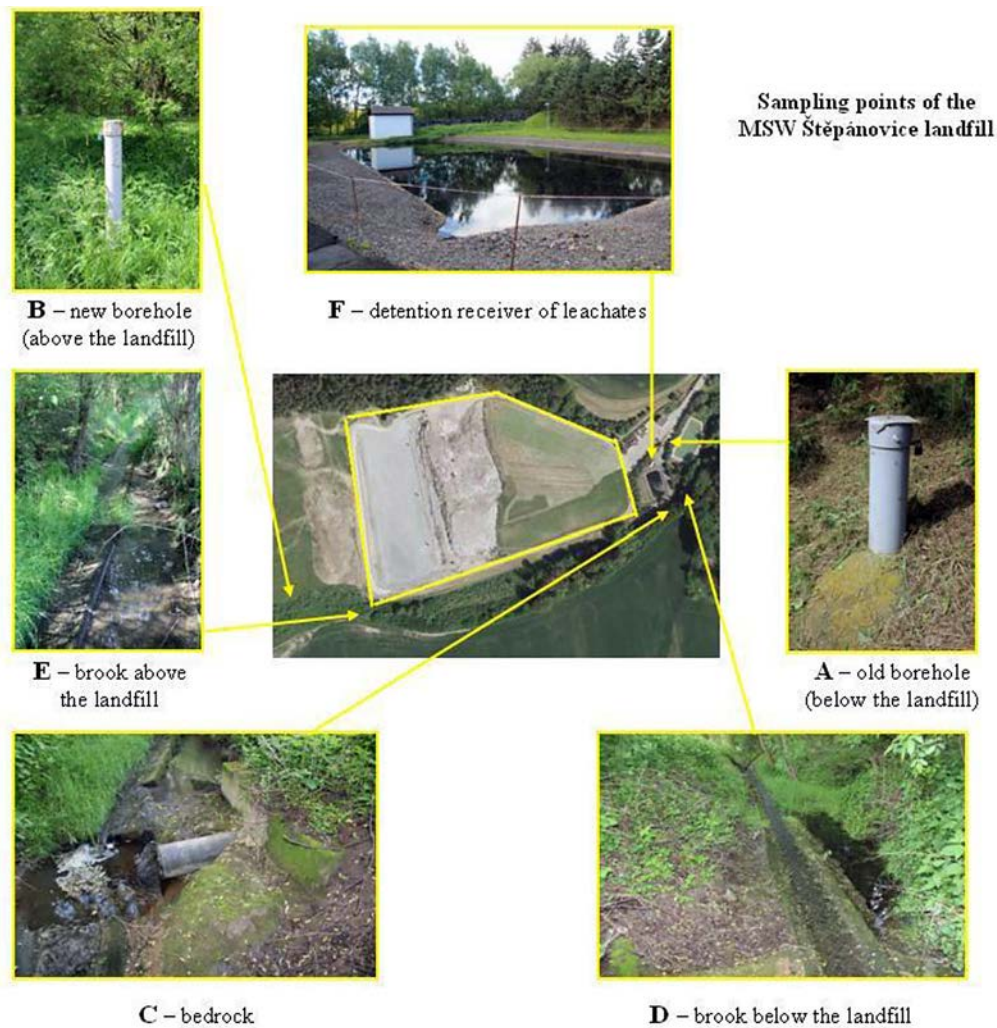 Sampling points of the
MSW Štěpánovice landfill
B – new borehole
(above the landfill)
F – detention receiver of leachates
E – brook above
the landfill
A – old borehole
(below the landfill)
C – bedrock
D – brook below the landfill